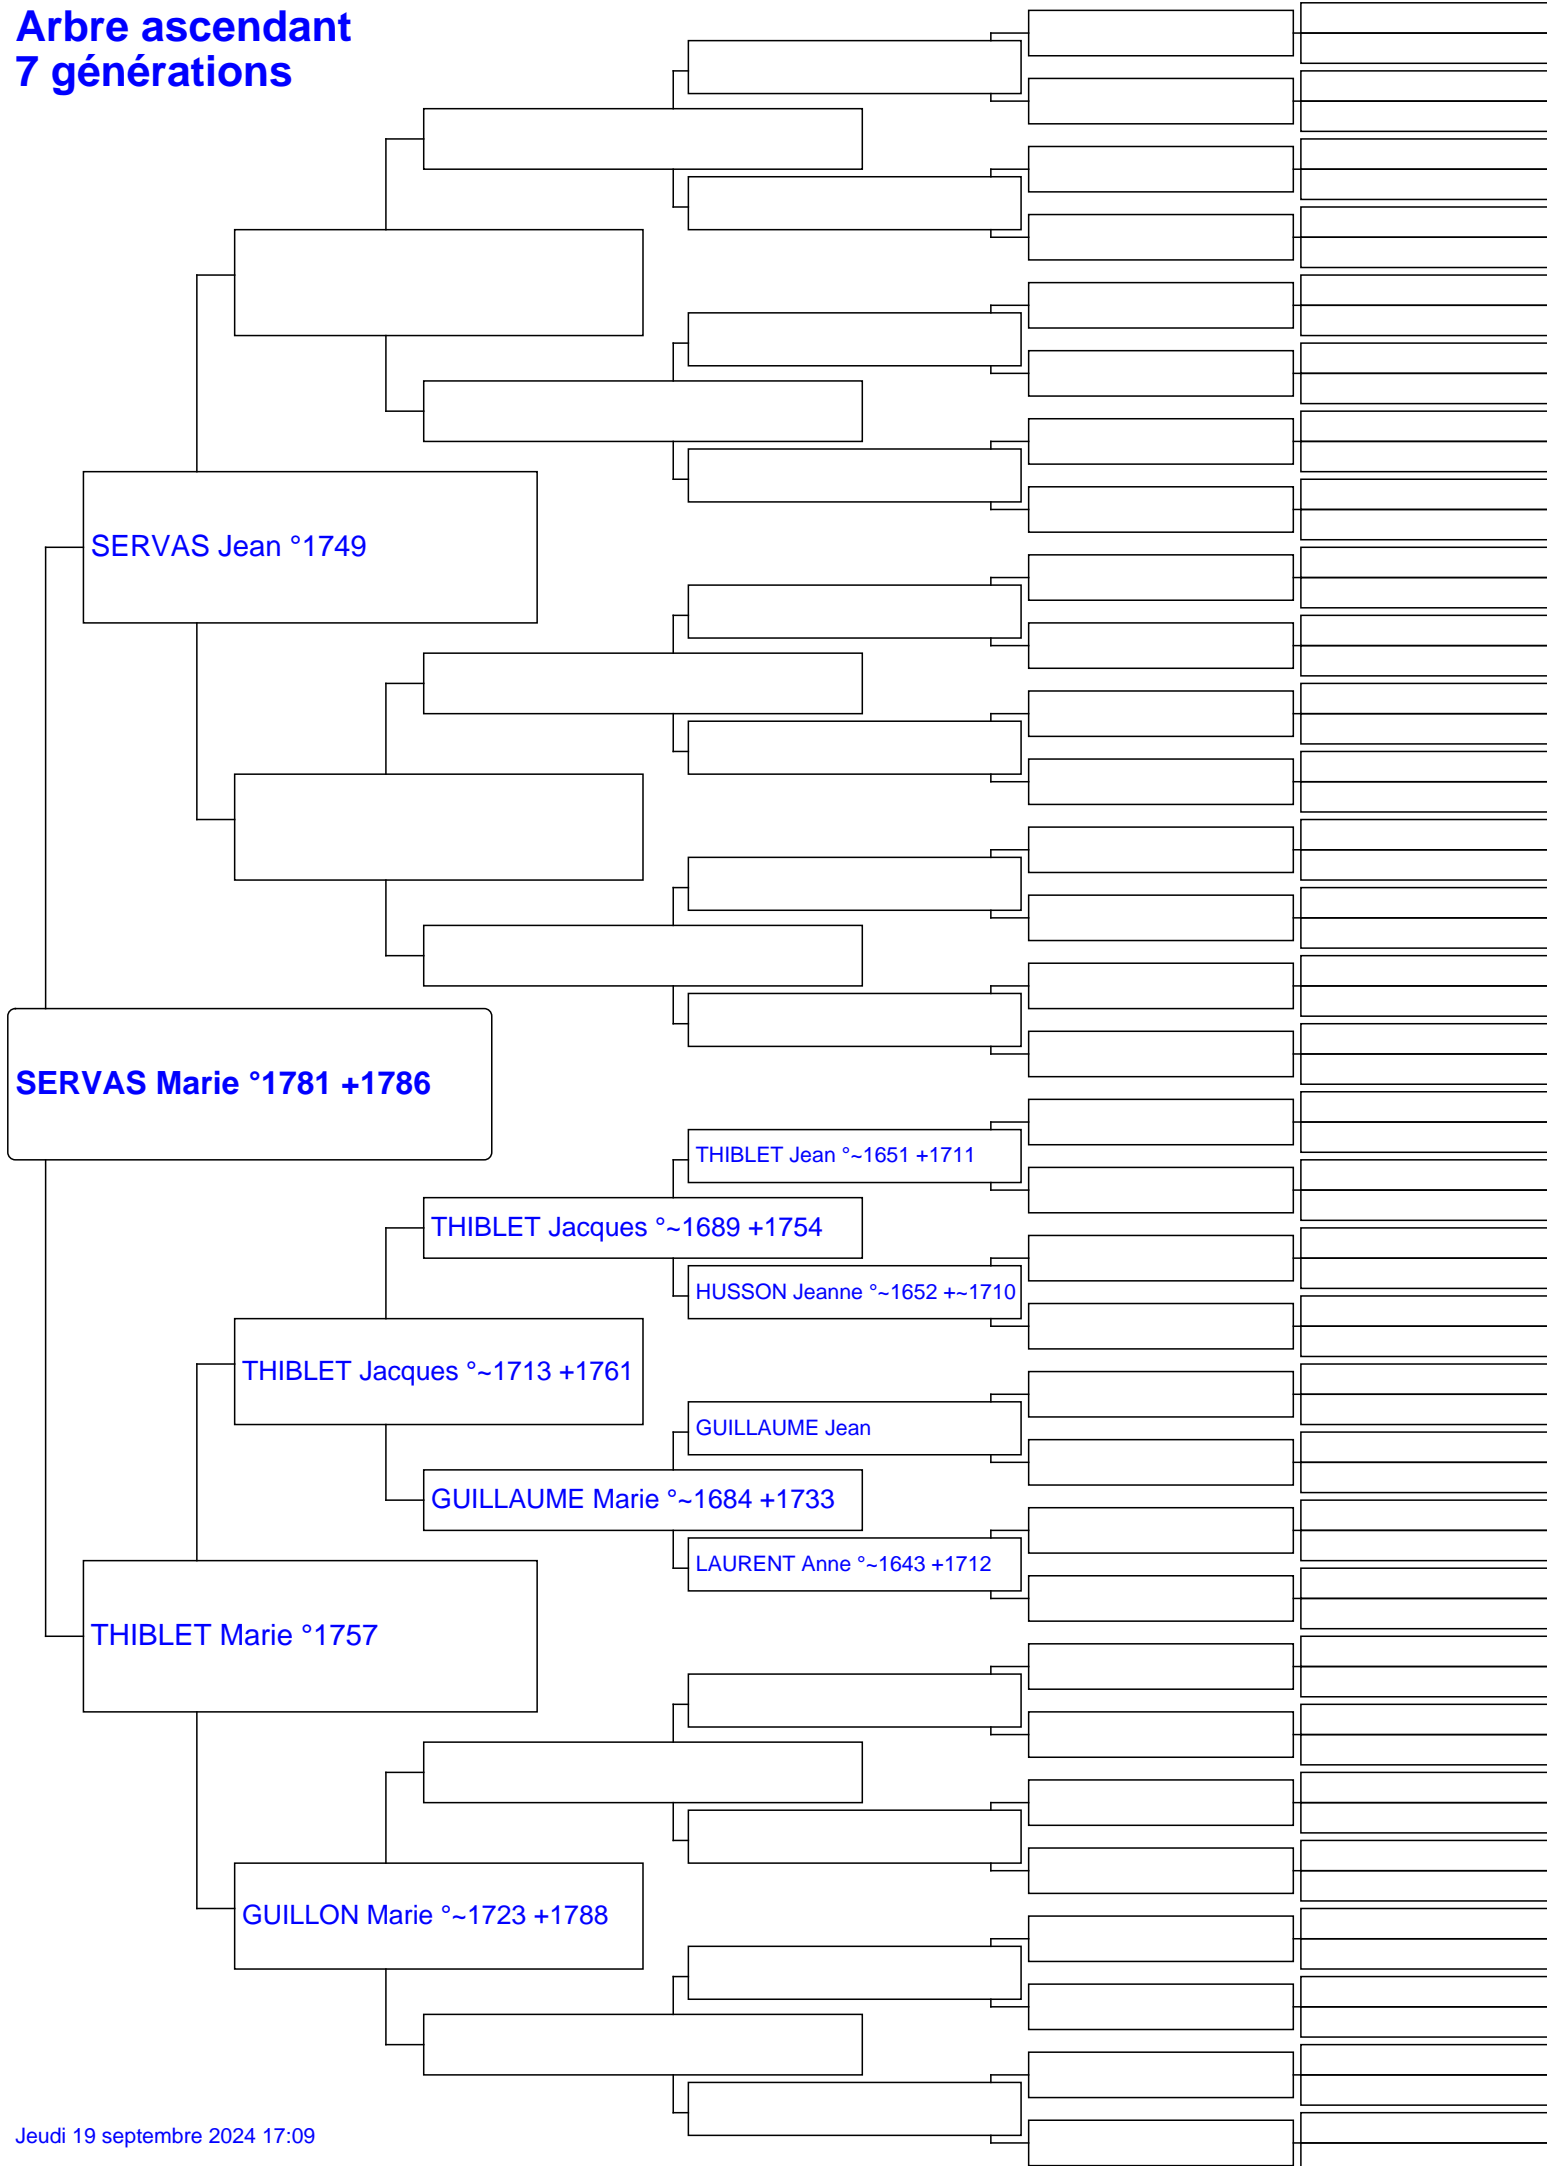 Arbre ascendant
7 générations
SERVAS Jean °1749
SERVAS Marie °1781 +1786
THIBLET Jean °~1651 +1711
THIBLET Jacques °~1689 +1754
HUSSON Jeanne °~1652 +~1710
THIBLET Jacques °~1713 +1761
GUILLAUME Jean
GUILLAUME Marie °~1684 +1733
LAURENT Anne °~1643 +1712
THIBLET Marie °1757
GUILLON Marie °~1723 +1788
Jeudi 19 septembre 2024 17:09